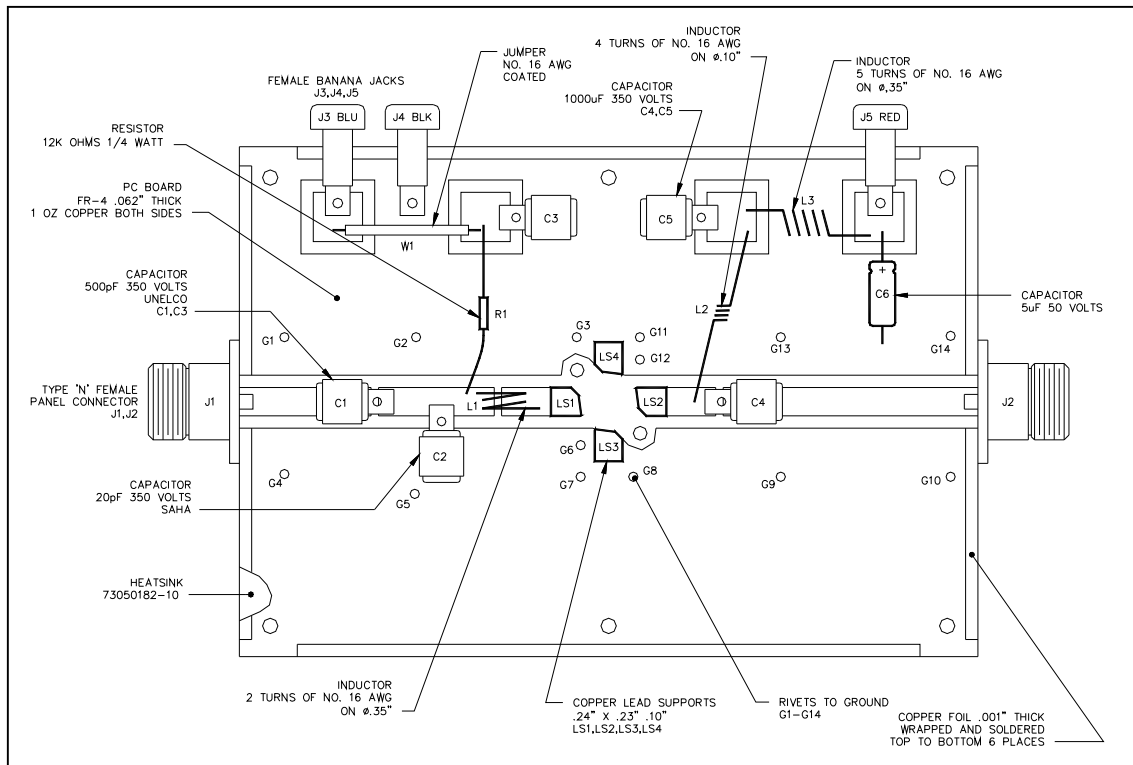 INDUCTOR
4 TURNS OF NO. 16 AWG
ON ø.10"
JUMPER
NO. 16 AWG
COATED
INDUCTOR
5 TURNS OF NO. 16 AWG
ON ø.35"
FEMALE BANANA JACKS
J3,J4,J5
CAPACITOR
1000uF 350 VOLTS
C4,C5
J3 BLU
J4 BLK
J5 RED
RESISTOR
12K OHMS 1/4 WATT
PC BOARD
FR-4 .062" THICK
1 OZ COPPER BOTH SIDES
L3
C3
C5
W1
CAPACITOR
500pF 350 VOLTS
UNELCO
C1,C3
+
C6
CAPACITOR
5uF 50 VOLTS
R1
L2
G1
G2
G3
G11
G12
G13
G14
LS4
TYPE "N" FEMALE
PANEL CONNECTOR
J1,J2
J1
C1
L1
LS1
LS2
C4
J2
C2
G6
LS3
G4
G5
G7
G8
G9
G10
CAPACITOR
20pF 350 VOLTS
SAHA
HEATSINK
73050182-10
INDUCTOR
2 TURNS OF NO. 16 AWG
ON ø.35"
COPPER LEAD SUPPORTS
.24" X .23" .10"
LS1,LS2,LS3,LS4
RIVETS TO GROUND
G1-G14
COPPER FOIL .001" THICK
WRAPPED AND SOLDERED
TOP TO BOTTOM 6 PLACES